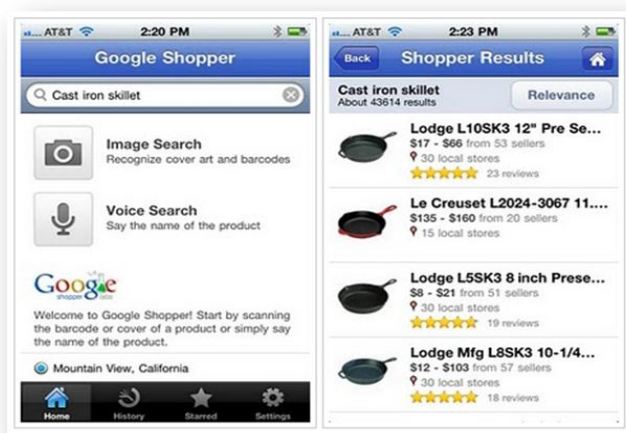 AT&T 2:20 PM
Google Shopper
Cast iron skillet
Image Search
Recognize cover art and barcodes
Voice Search
Say the name of the product
Google
shopper labs
Welcome to Google Shopper! Start by scanning
the barcode or cover of a product or simply say
the name of the product.
Mountain View, California
Home History Starred Settings
AT&T 2:23 PM
Back Shopper Results
Cast iron skillet
About 43614 results
Relevance
Lodge L10SK3 12" Pre Se...
$17 - $66 from 53 sellers
30 local stores
23 reviews
Le Creuset L2024-3067 11....
$135 - $160 from 20 sellers
15 local stores
Lodge L5SK3 8 inch Prese...
$8 - $21 from 51 sellers
30 local stores
19 reviews
Lodge Mfg L8SK3 10-1/4...
$12 - $103 from 57 sellers
30 local stores
18 reviews